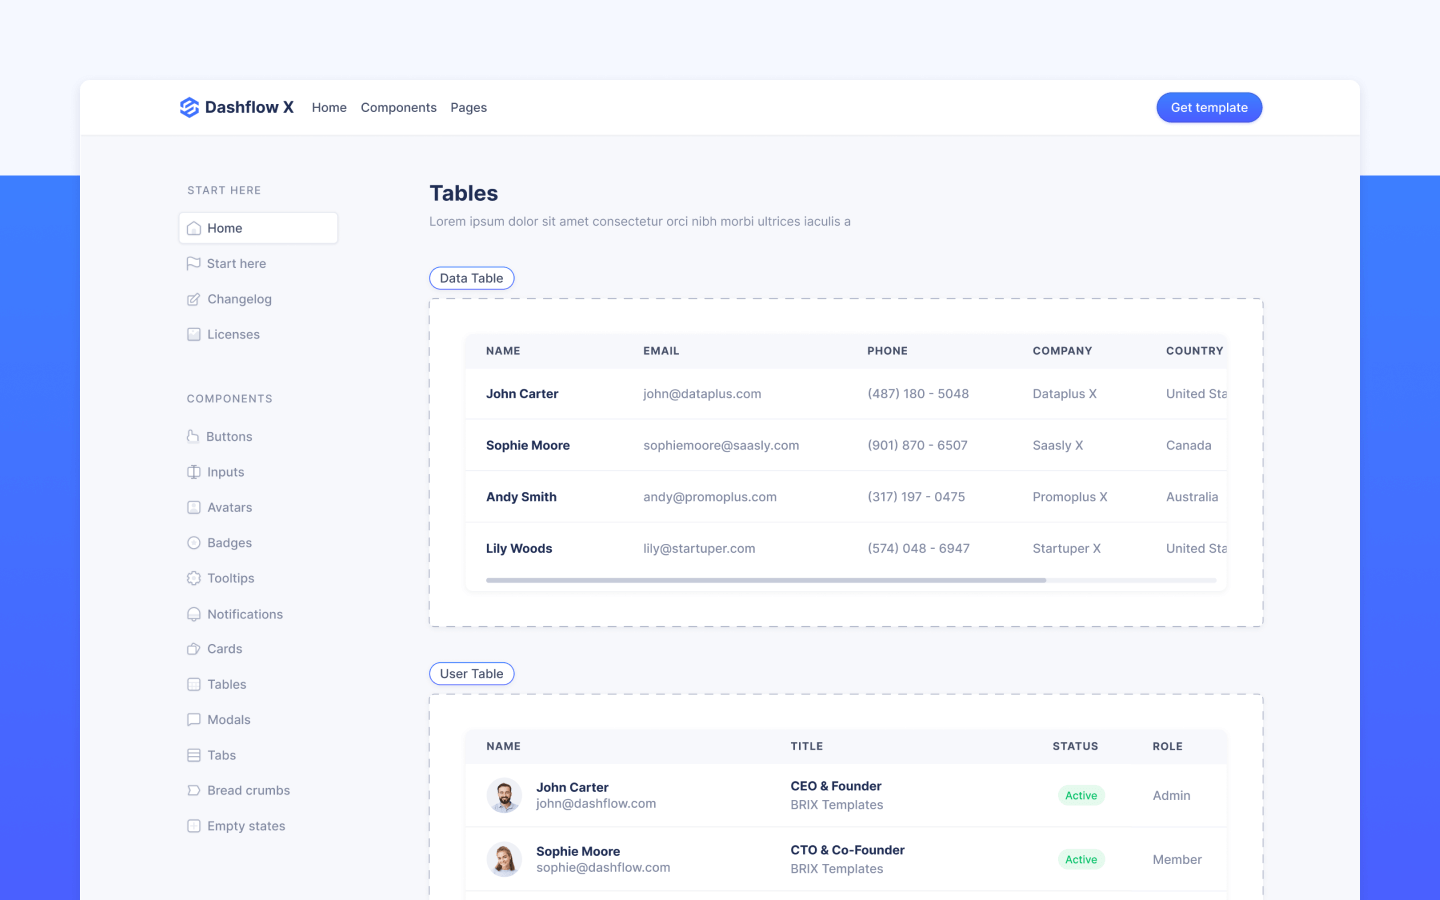 Dashflow X Home Components Pages Get template
START HERE
Home
Start here
Changelog
Licenses
COMPONENTS
Buttons
Inputs
Avatars
Badges
Tooltips
Notifications
Cards
Tables
Modals
Tabs
Bread crumbs
Empty states
Tables
Lorem ipsum dolor sit amet consectetur orci nibh morbi ultrices iaculis a
Data Table
NAME EMAIL PHONE COMPANY COUNTRY
John Carter john@dataplus.com (487) 180 - 5048 Dataplus X United Sta
Sophie Moore sophiemoore@saasly.com (901) 870 - 6507 Saasly X Canada
Andy Smith andy@promoplus.com (317) 197 - 0475 Promoplus X Australia
Lily Woods lily@startuper.com (574) 048 - 6947 Startuper X United Sta
User Table
NAME TITLE STATUS ROLE
John Carter CEO & Founder
john@dashflow.com BRIX Templates Active Admin
Sophie Moore CTO & Co-Founder
sophie@dashflow.com BRIX Templates Active Member